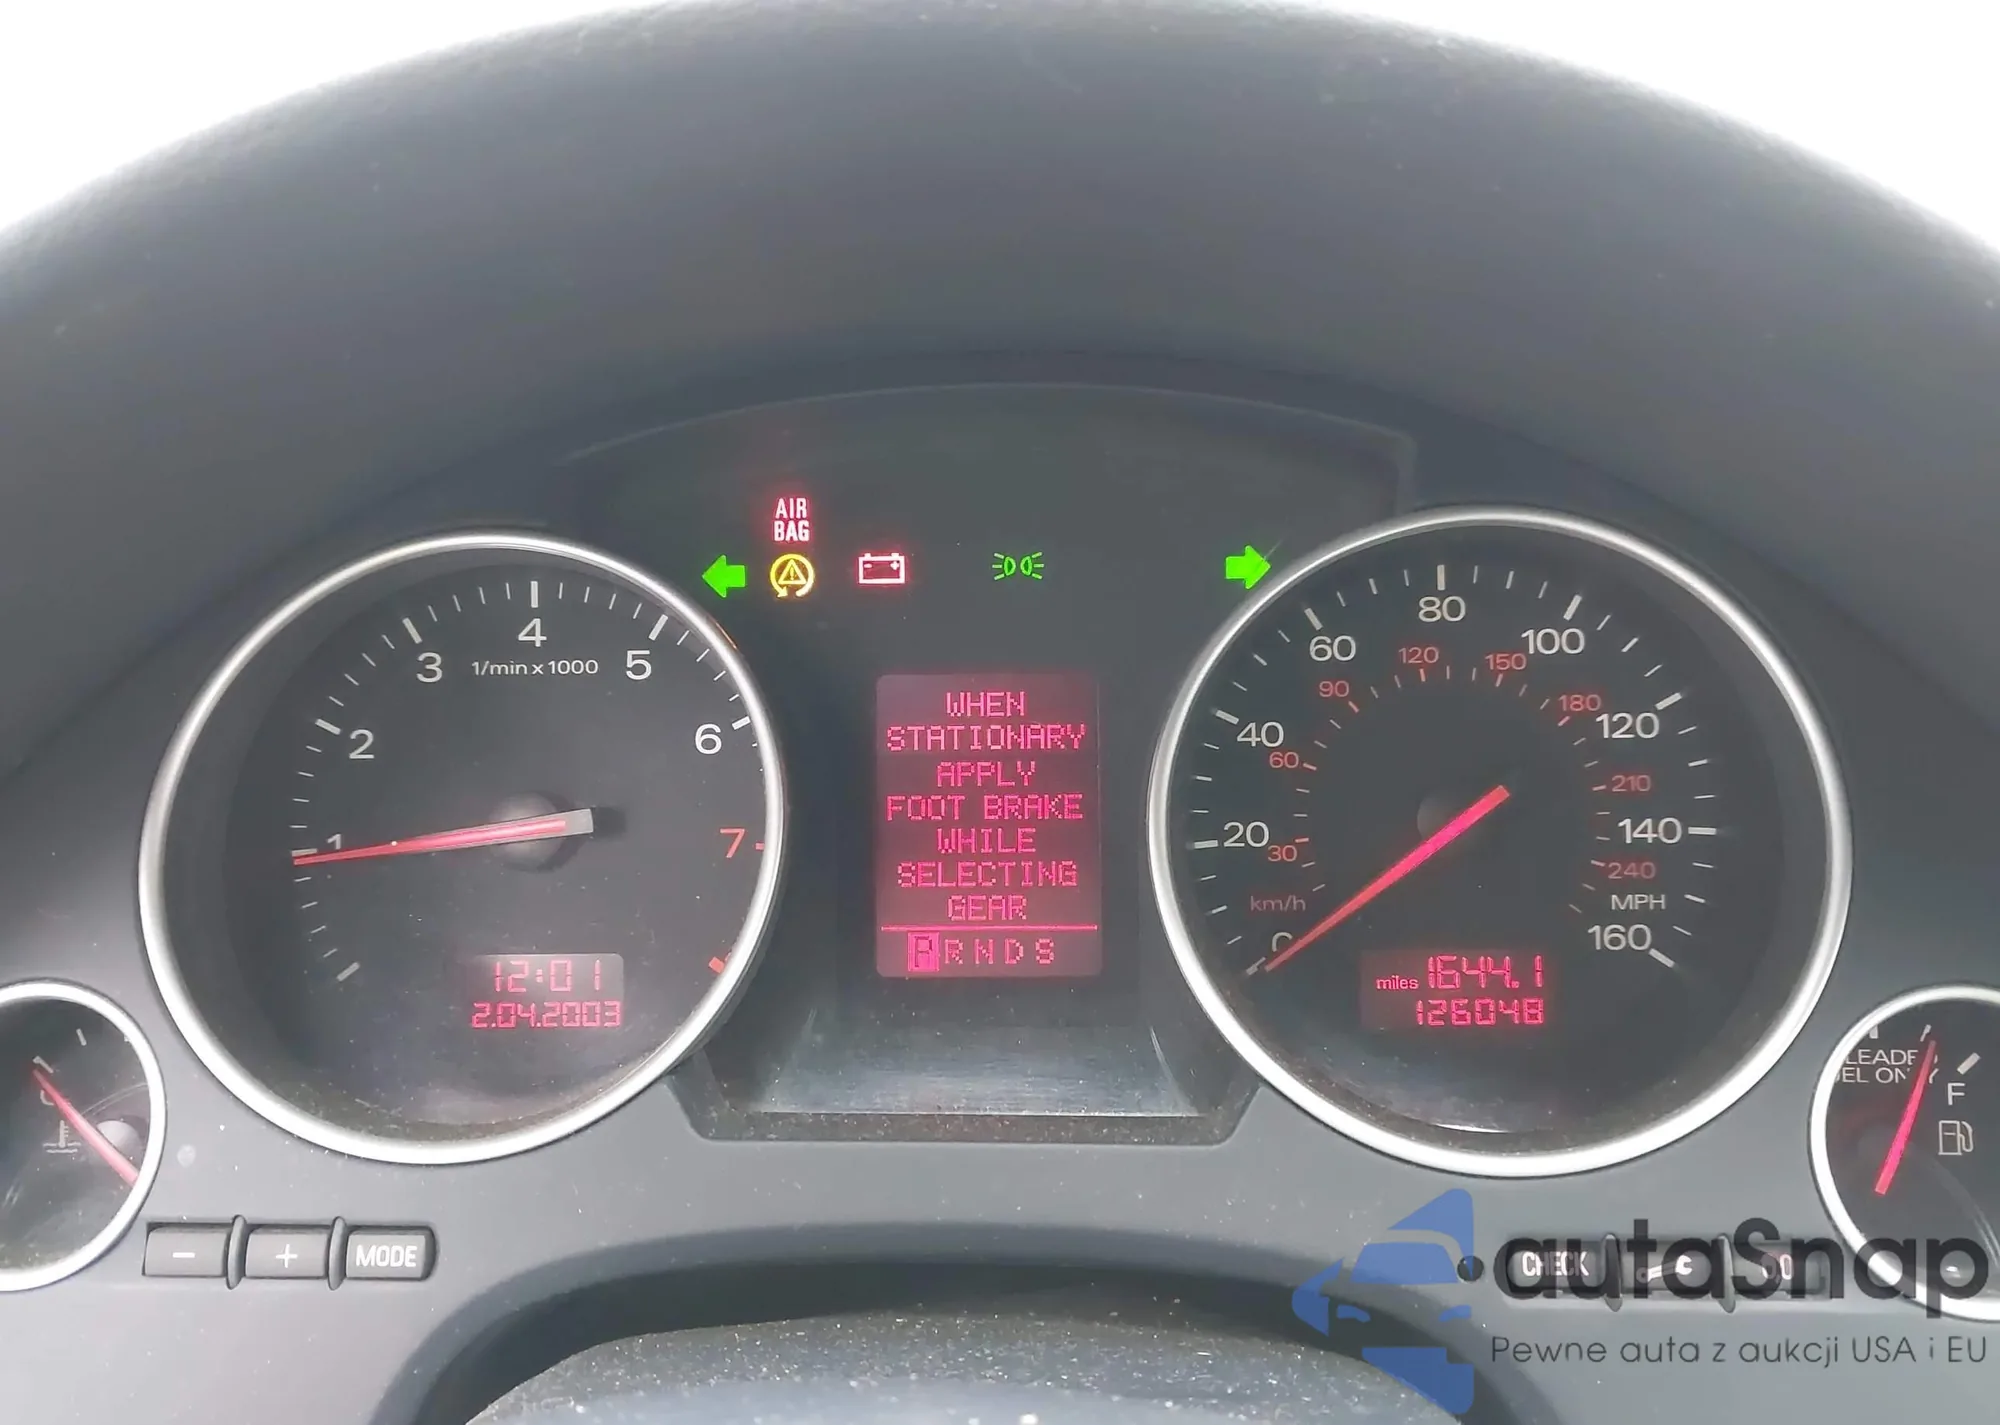 AIR
BAG
1
2
3
4
5
6
7
1/min x 1000
12:01
2.04.2003
WHEN
STATIONARY
APPLY
FOOT BRAKE
WHILE
SELECTING
GEAR
P R N D S
20
40
60
80
100
120
140
160
30
60
90
120
150
180
210
240
km/h
MPH
miles 1644.1
126048
F
- + MODE
CHECK
autaSnap
Pewne auta z aukcji USA i EU